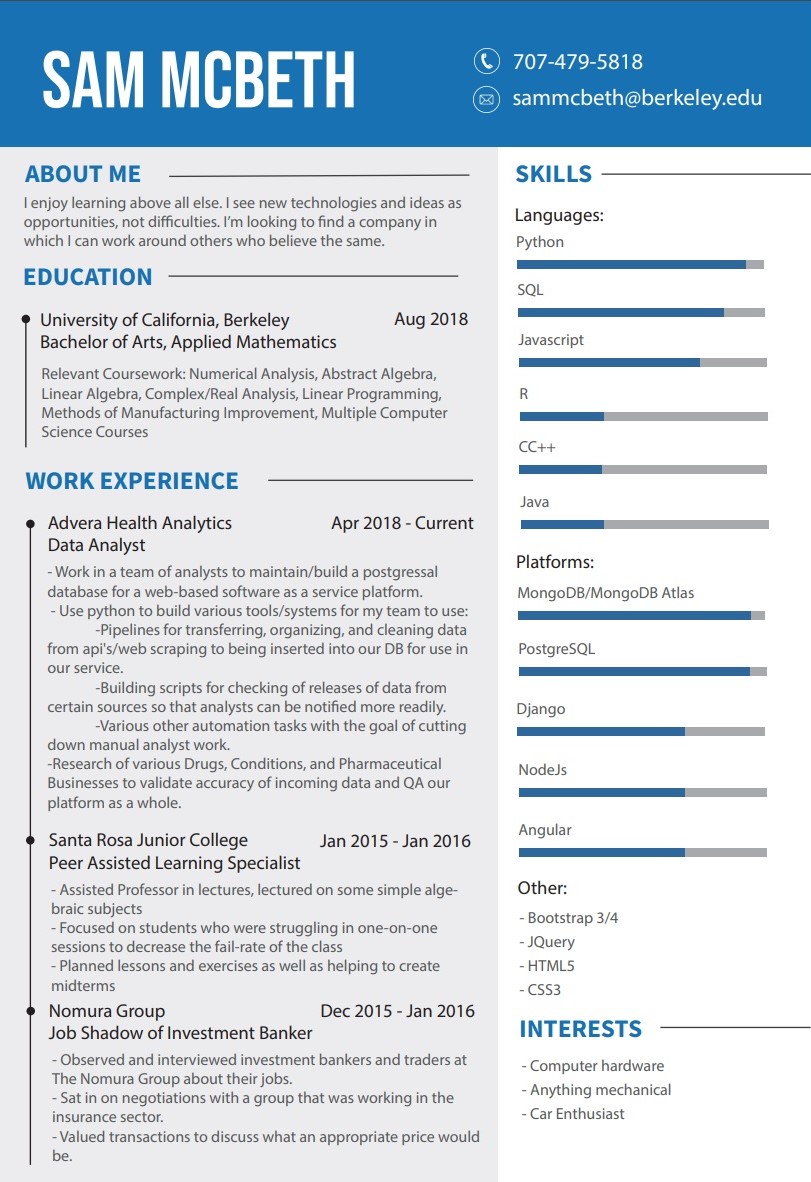 SAM MCBETH
707-479-5818
sammcbeth@berkeley.edu
ABOUT ME
I enjoy learning above all else. I see new technologies and ideas as
opportunities, not difficulties. I'm looking to find a company in
which I can work around others who believe the same.
EDUCATION
University of California, Berkeley Aug 2018
Bachelor of Arts, Applied Mathematics
Relevant Coursework: Numerical Analysis, Abstract Algebra,
Linear Algebra, Complex/Real Analysis, Linear Programming,
Methods of Manufacturing Improvement, Multiple Computer
Science Courses
WORK EXPERIENCE
Advera Health Analytics Apr 2018 - Current
Data Analyst
- Work in a team of analysts to maintain/build a postgressal
database for a web-based software as a service platform.
- Use python to build various tools/systems for my team to use:
-Pipelines for transferring, organizing, and cleaning data
from api's/web scraping to being inserted into our DB for use in
our service.
-Building scripts for checking of releases of data from
certain sources so that analysts can be notified more readily.
-Various other automation tasks with the goal of cutting
down manual analyst work.
-Research of various Drugs, Conditions, and Pharmaceutical
Businesses to validate accuracy of incoming data and QA our
platform as a whole.
Santa Rosa Junior College Jan 2015 - Jan 2016
Peer Assisted Learning Specialist
- Assisted Professor in lectures, lectured on some simple alge-
braic subjects
- Focused on students who were struggling in one-on-one
sessions to decrease the fail-rate of the class
- Planned lessons and exercises as well as helping to create
midterms
Nomura Group Dec 2015 - Jan 2016
Job Shadow of Investment Banker
- Observed and interviewed investment bankers and traders at
The Nomura Group about their jobs.
- Sat in on negotiations with a group that was working in the
insurance sector.
- Valued transactions to discuss what an appropriate price would
be.
SKILLS
Languages:
Python
SQL
Javascript
R
CC++
Java
Platforms:
MongoDB/MongoDB Atlas
PostgreSQL
Django
NodeJs
Angular
Other:
- Bootstrap 3/4
- JQuery
- HTML5
- CSS3
INTERESTS
- Computer hardware
- Anything mechanical
- Car Enthusiast